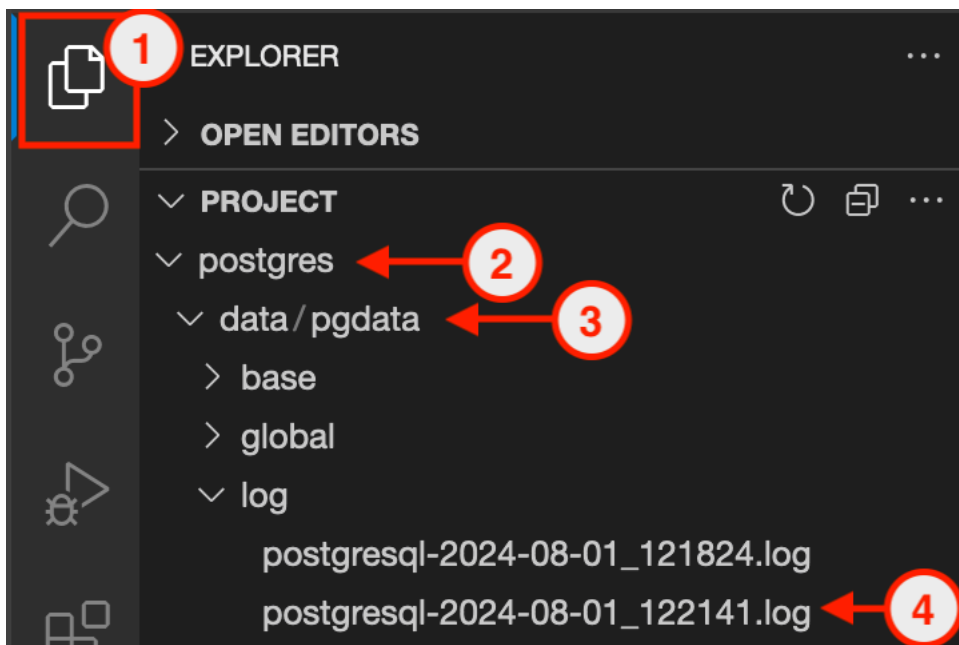 1
EXPLORER
OPEN EDITORS
PROJECT
postgres 2
data/pgdata 3
base
global
log
postgresql-2024-08-01_121824.log
postgresql-2024-08-01_122141.log 4